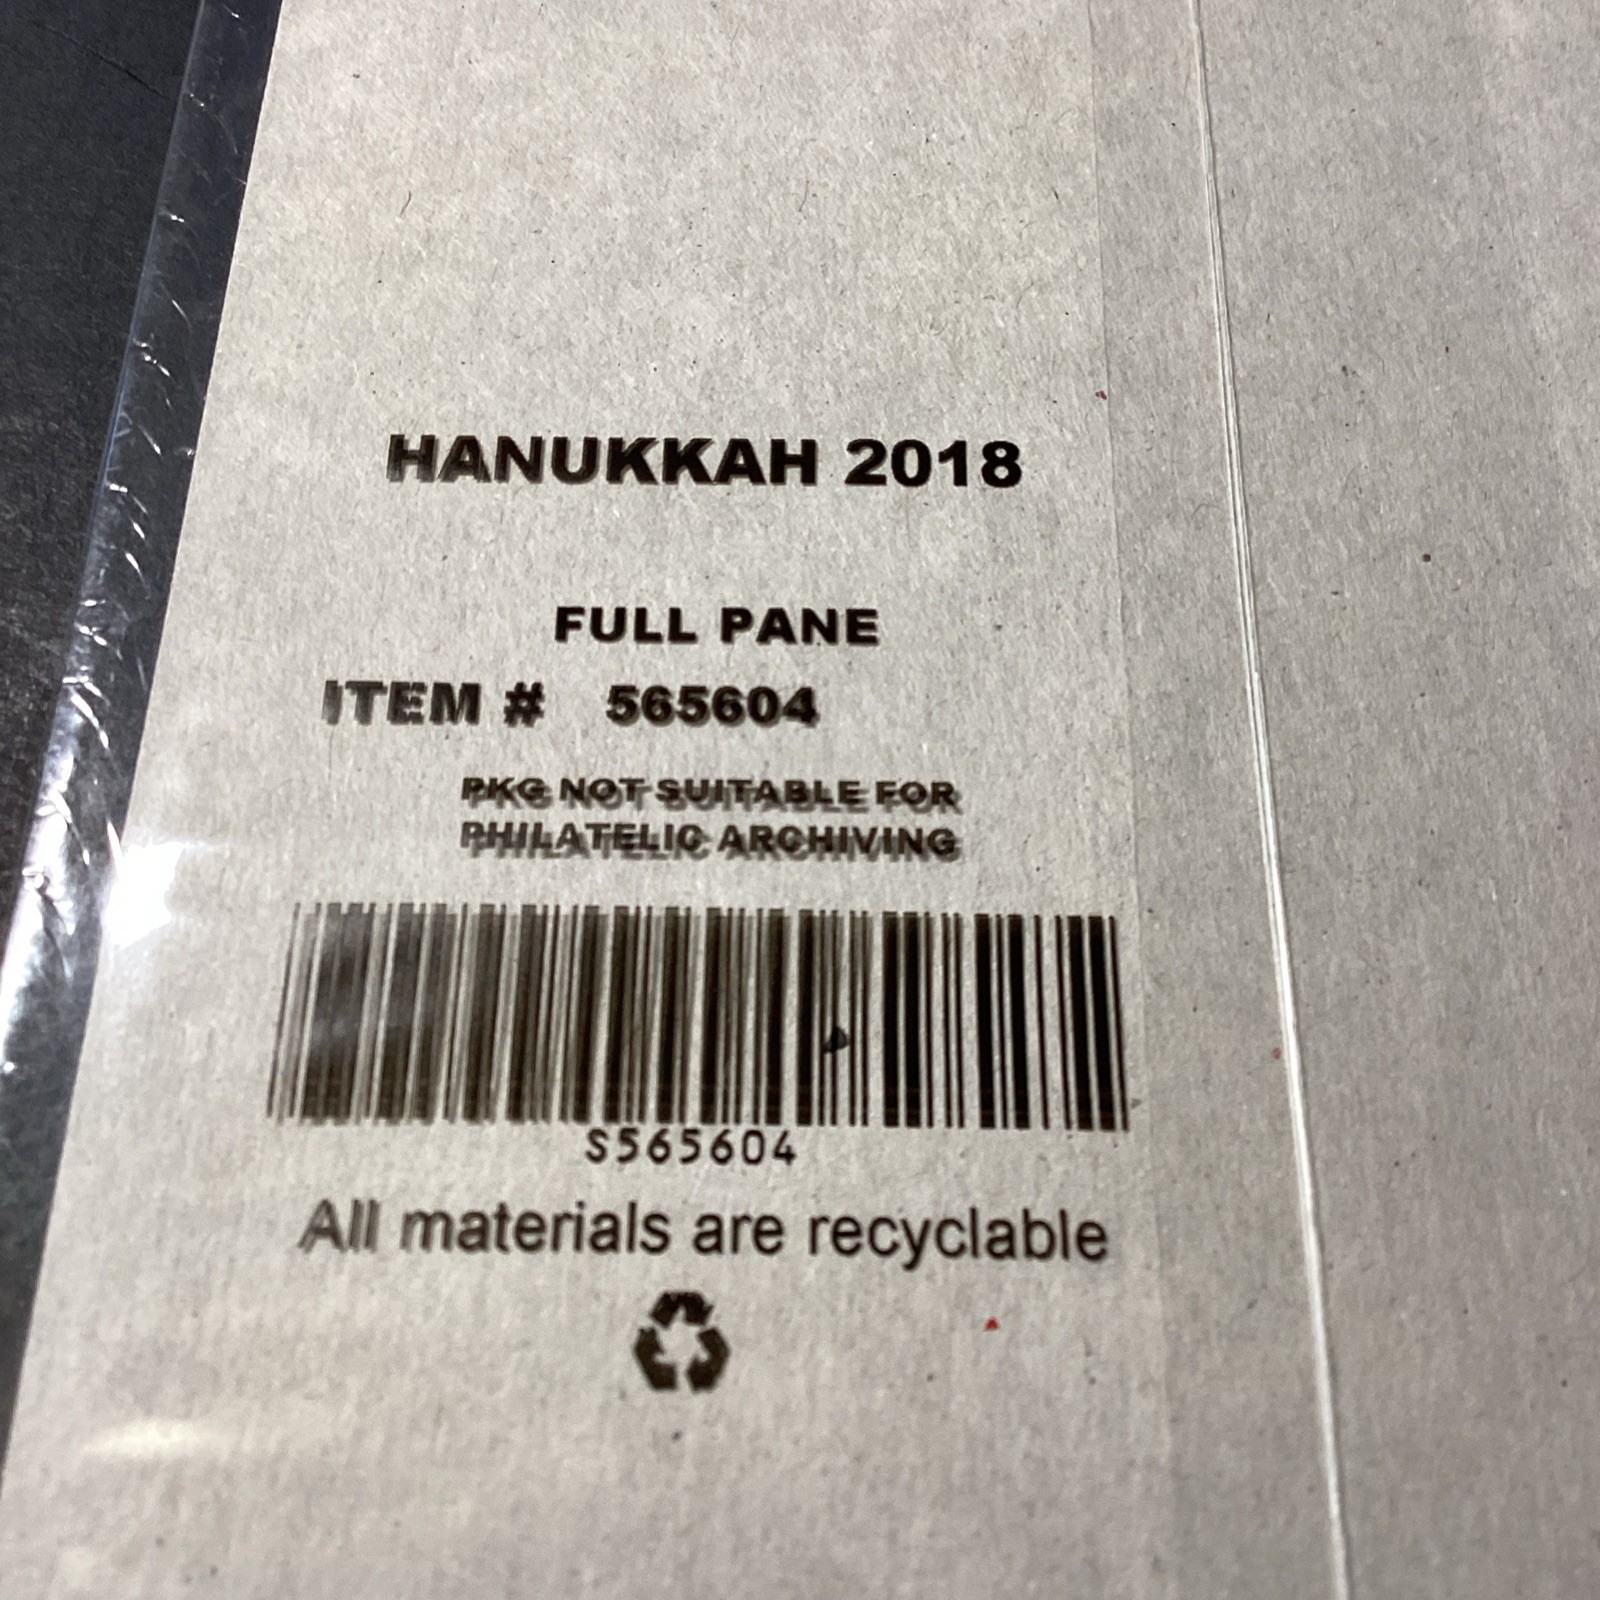 HANUKKAH 2018
FULL PANE
ITEM # 565604
PKG NOT SUITABLE FOR
PHILATELIC ARCHIVING
S565604
All materials are recyclable